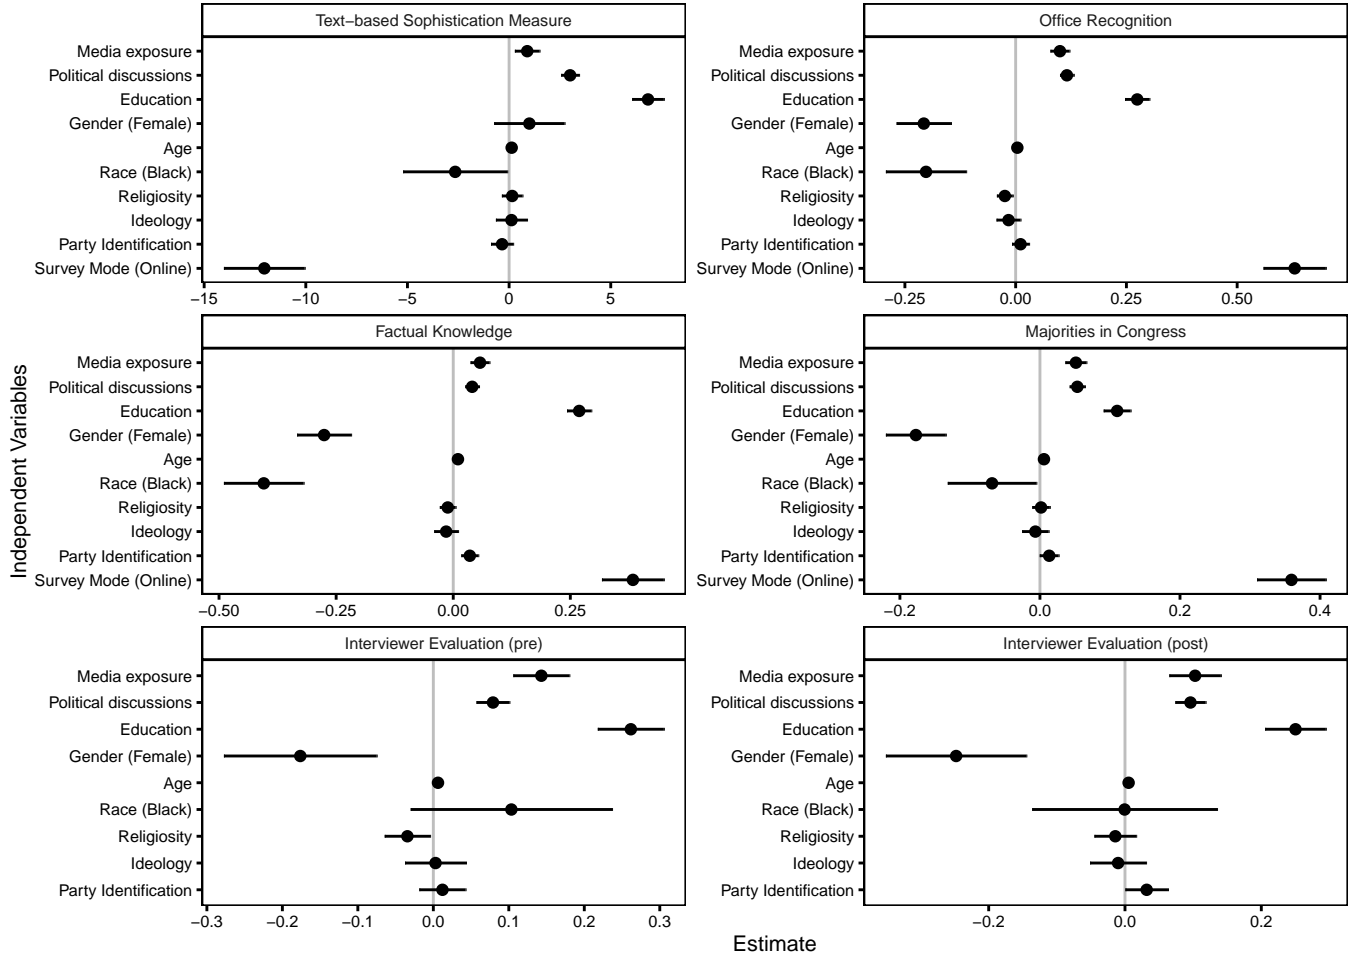 Text−based Sophistication Measure
Media exposure
Political discussions
Education
Gender (Female)
Age
Race (Black)
Religiosity
Ideology
Party Identification
Survey Mode (Online)
−15 −10 −5 0 5
Office Recognition
Media exposure
Political discussions
Education
Gender (Female)
Age
Race (Black)
Religiosity
Ideology
Party Identification
Survey Mode (Online)
−0.25 0.00 0.25 0.50
Independent Variables
Factual Knowledge
Media exposure
Political discussions
Education
Gender (Female)
Age
Race (Black)
Religiosity
Ideology
Party Identification
Survey Mode (Online)
−0.50 −0.25 0.00 0.25
Majorities in Congress
Media exposure
Political discussions
Education
Gender (Female)
Age
Race (Black)
Religiosity
Ideology
Party Identification
Survey Mode (Online)
−0.2 0.0 0.2 0.4
Interviewer Evaluation (pre)
Media exposure
Political discussions
Education
Gender (Female)
Age
Race (Black)
Religiosity
Ideology
Party Identification
−0.3 −0.2 −0.1 0.0 0.1 0.2 0.3
Interviewer Evaluation (post)
Media exposure
Political discussions
Education
Gender (Female)
Age
Race (Black)
Religiosity
Ideology
Party Identification
−0.2 0.0 0.2
Estimate